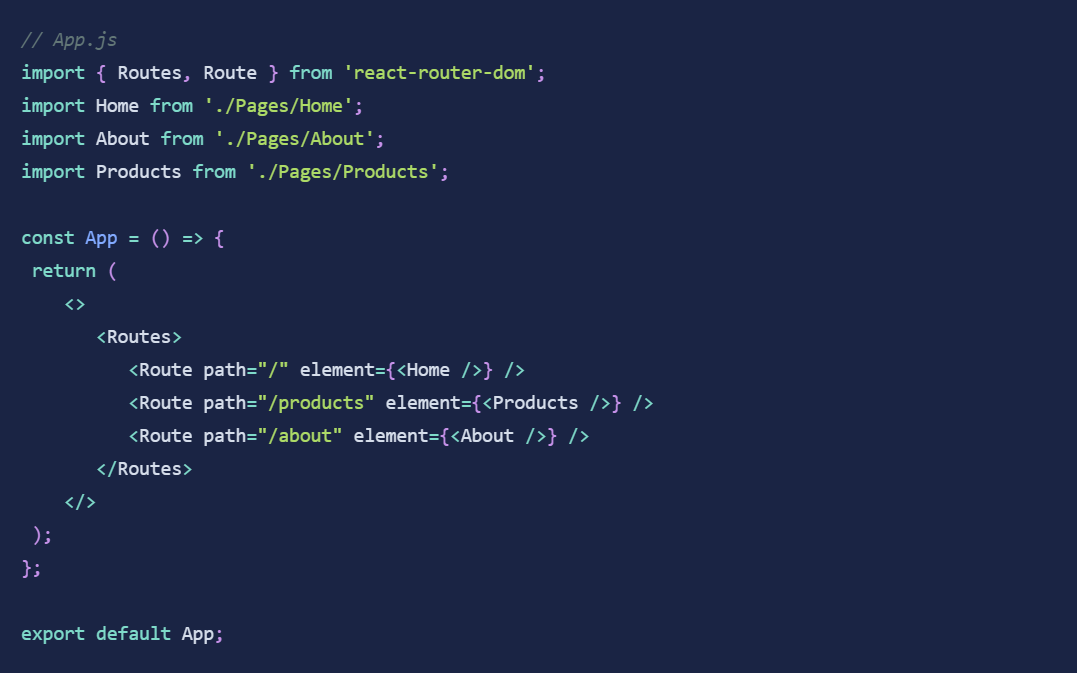 // App.js
import { Routes, Route } from 'react-router-dom';
import Home from './Pages/Home';
import About from './Pages/About';
import Products from './Pages/Products';

const App = () => {
 return (
    <>
       <Routes>
          <Route path="/" element={<Home />} />
          <Route path="/products" element={<Products />} />
          <Route path="/about" element={<About />} />
       </Routes>
    </>
 );
};

export default App;